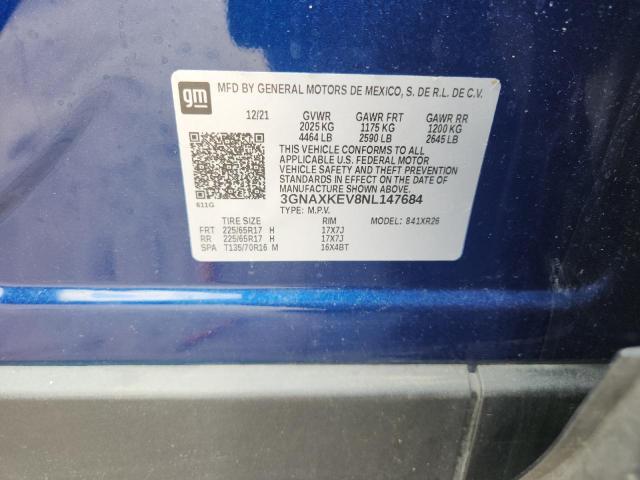 gm
MFD BY GENERAL MOTORS DE MEXICO, S. DE R.L. DE C.V.
12/21 GVWR GAWR FRT GAWR RR
2025 KG 1175 KG 1200 KG
4464 LB 2590 LB 2645 LB
THIS VEHICLE CONFORMS TO ALL
APPLICABLE U.S. FEDERAL MOTOR
VEHICLE SAFETY AND THEFT PREVENTION
STANDARDS IN EFFECT ON THE DATE OF
MANUFACTURE SHOWN ABOVE.
3GNAXKEV8NL147684
611G
TYPE: M.P.V. MODEL: 841XR26
TIRE SIZE RIM
FRT 225/65R17 H 17X7J
RR 225/65R17 H 17X7J
SPA T135/70R16 M 16X4BT